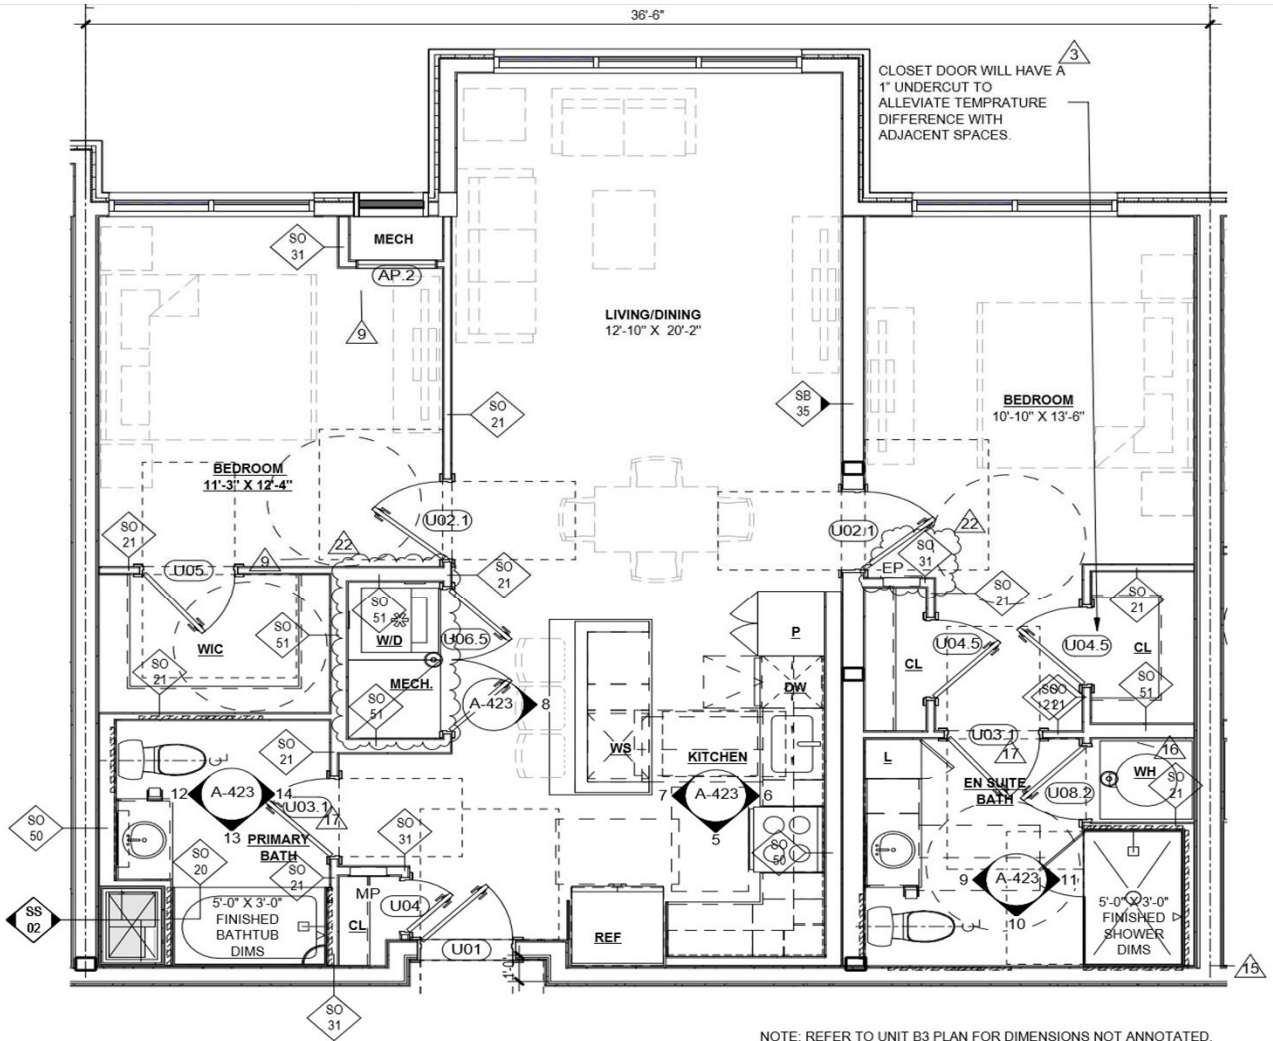 36'-6"
3
CLOSET DOOR WILL HAVE A
1" UNDERCUT TO
ALLEVIATE TEMPRATURE
DIFFERENCE WITH
ADJACENT SPACES.
SO
31
MECH
AP.2
9
LIVING/DINING
12'-10" X 20'-2"
SO
21
SB
35
BEDROOM
10'-10" X 13'-6"
BEDROOM
11'-3" X 12'-4"
SO
21
U02.1
U02.1
22
22
9
U05
SO
21
SO
31
EP
SO
21
SO
21
SO
51
W/D
U06.5
SO
51
WIC
SO
21
MECH.
SO
51
A-423
8
P
DW
WS
KITCHEN
CL
U04.5
U04.5
CL
SO
51
SO
21
U03.1
17
16
L
EN SUITE
BATH
U08.2
WH
SO
21
SO
21
12
A-423
14
13
U03.1
17
PRIMARY
BATH
SO
50
SO
20
SO
21
SO
31
7
A-423
6
5
SO
50
9
A-423
11
10
SS
02
5'-0" X 3'-0"
FINISHED
BATHTUB
DIMS
MP
CL
U04
U01
1'-0"
REF
5'-0" X 3'-0"
FINISHED
SHOWER
DIMS
15
SO
31
NOTE: REFER TO UNIT B3 PLAN FOR DIMENSIONS NOT ANNOTATED.